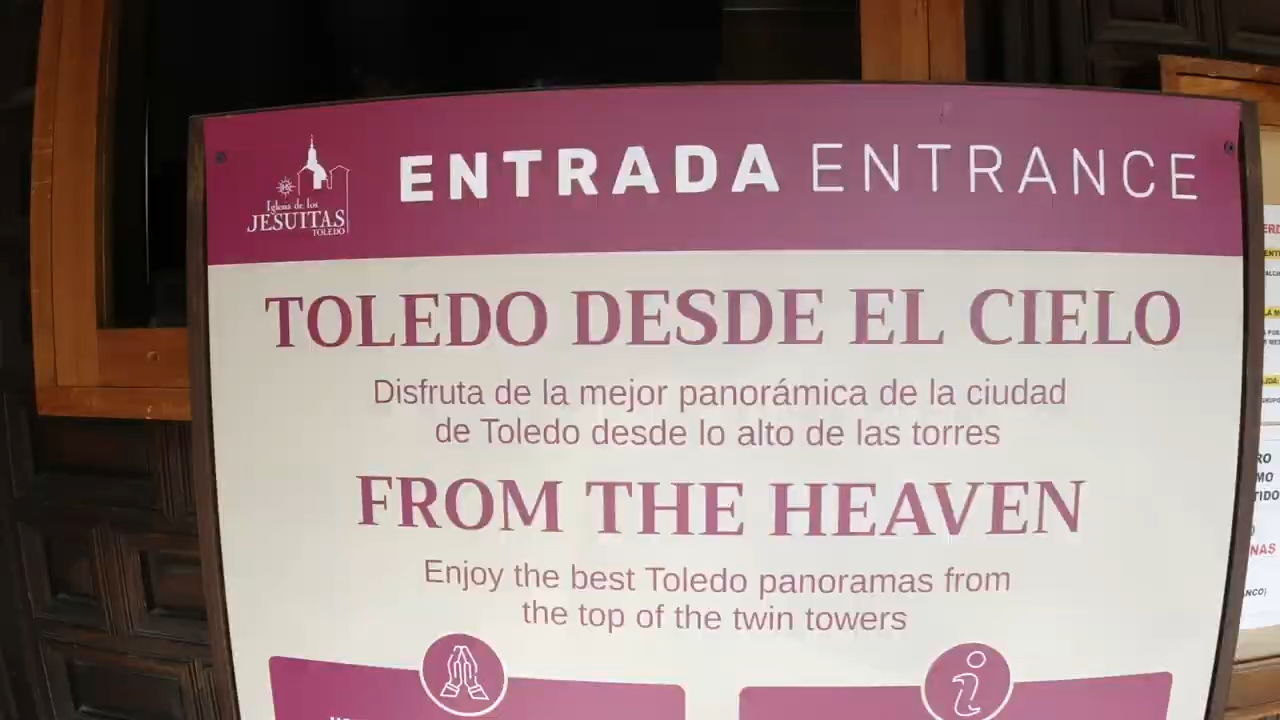 Iglesia de los
JESUITAS
TOLEDO
ENTRADA ENTRANCE
TOLEDO DESDE EL CIELO
Disfruta de la mejor panorámica de la ciudad
de Toledo desde lo alto de las torres
FROM THE HEAVEN
Enjoy the best Toledo panoramas from
the top of the twin towers